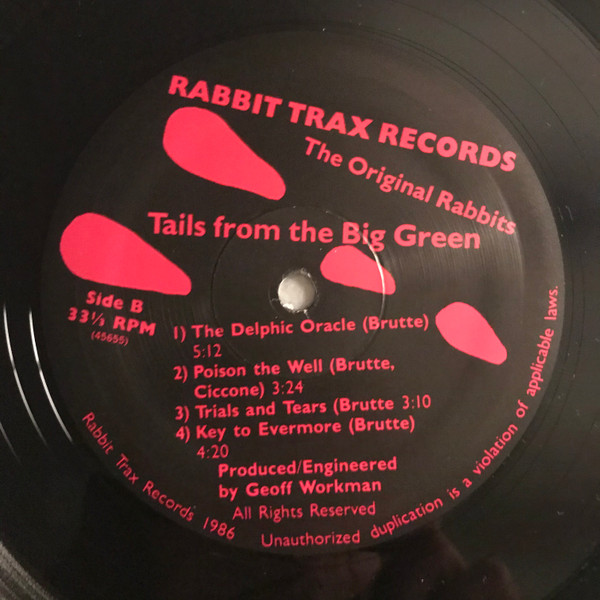 RABBIT TRAX RECORDS
The Original Rabbits
Tails from the Big Green
Side B
33⅓ RPM
(45655)
1) The Delphic Oracle (Brutte)
5:12
2) Poison the Well (Brutte,
Ciccone) 3:24
3) Trials and Tears (Brutte 3:10
4) Key to Evermore (Brutte)
4:20
Produced/Engineered
by Geoff Workman
All Rights Reserved
Rabbit Trax Records 1986
Unauthorized duplication is a violation of applicable laws.